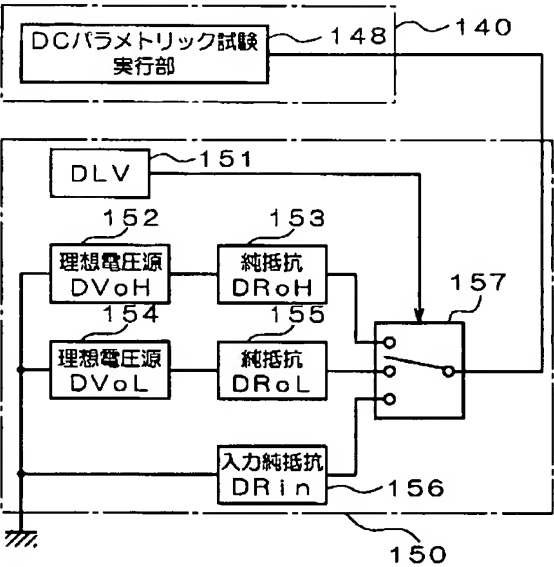 DCパラメトリック試験
実行部
148
140
DLV
151
152
153
理想電圧源
DVoH
純抵抗
DRoH
157
154
155
理想電圧源
DVoL
純抵抗
DRoL
入力純抵抗
DRin
156
150